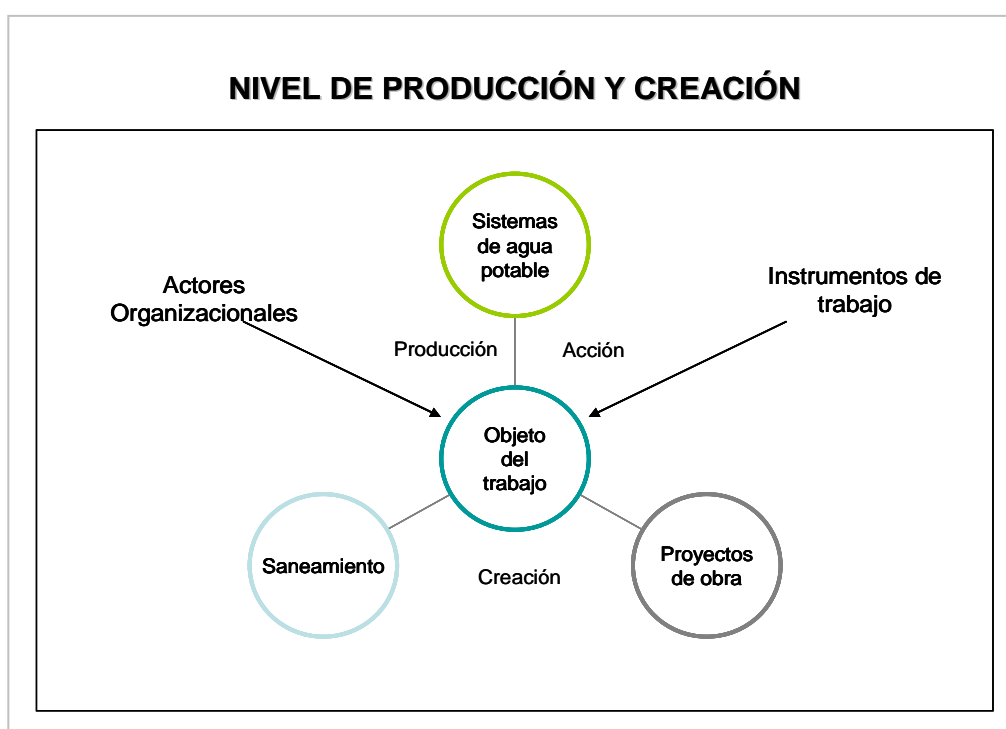 NIVEL DE PRODUCCIÓN Y CREACIÓN
Sistemas
de agua
potable
Actores
Organizacionales
Instrumentos de
trabajo
Producción
Acción
Objeto
del
trabajo
Saneamiento
Creación
Proyectos
de obra